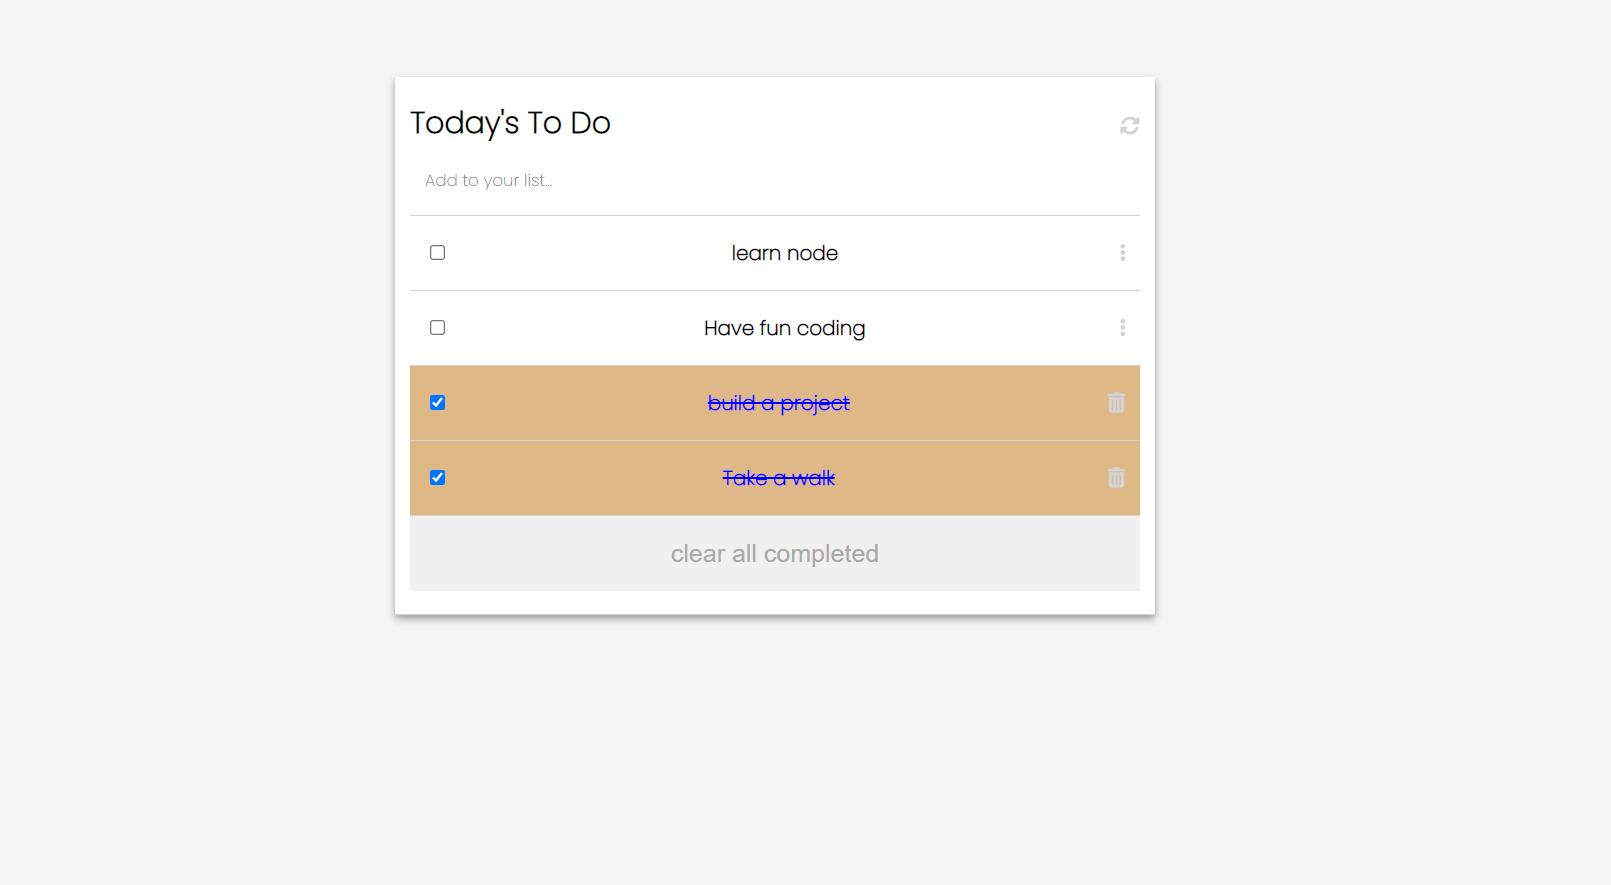 Today's To Do
Add to your list...
learn node
Have fun coding
build a project
Take a walk
clear all completed